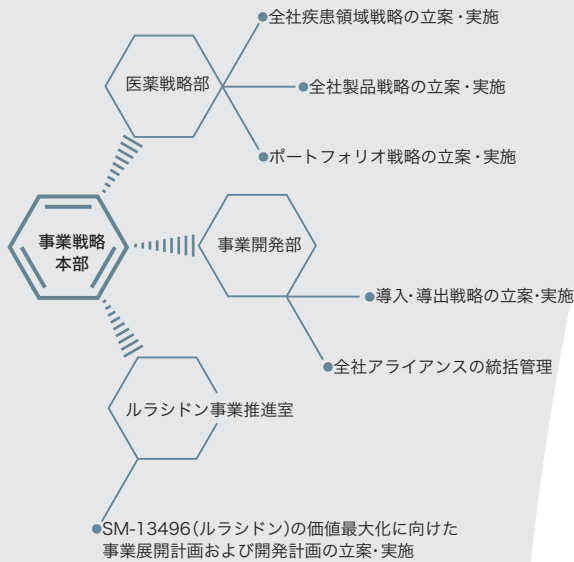 ●全社疾患領域戦略の立案・実施
医薬戦略部
●全社製品戦略の立案・実施
●ポートフォリオ戦略の立案・実施
事業戦略
本部
事業開発部
●導入・導出戦略の立案・実施
●全社アライアンスの統括管理
ルラシドン事業推進室
●SM-13496（ルラシドン）の価値最大化に向けた
事業展開計画および開発計画の立案・実施